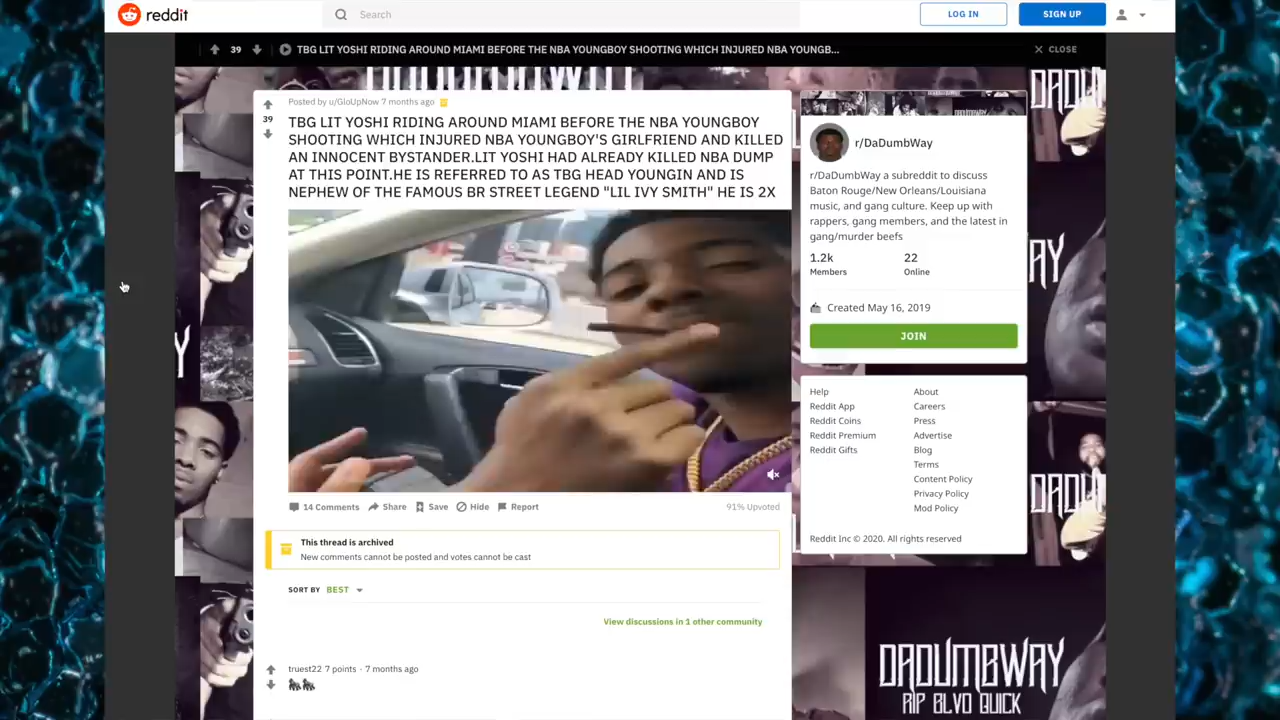 reddit
Search
LOG IN
SIGN UP
39
TBG LIT YOSHI RIDING AROUND MIAMI BEFORE THE NBA YOUNGBOY SHOOTING WHICH INJURED NBA YOUNGB...
CLOSE
Posted by u/GloUpNow 7 months ago
39
TBG LIT YOSHI RIDING AROUND MIAMI BEFORE THE NBA YOUNGBOY
SHOOTING WHICH INJURED NBA YOUNGBOY'S GIRLFRIEND AND KILLED
AN INNOCENT BYSTANDER.LIT YOSHI HAD ALREADY KILLED NBA DUMP
AT THIS POINT.HE IS REFERRED TO AS TBG HEAD YOUNGIN AND IS
NEPHEW OF THE FAMOUS BR STREET LEGEND "LIL IVY SMITH" HE IS 2X
14 Comments
Share
Save
Hide
Report
91% Upvoted
This thread is archived
New comments cannot be posted and votes cannot be cast
SORT BY BEST
View discussions in 1 other community
truest22 7 points · 7 months ago
r/DaDumbWay
r/DaDumbWay a subreddit to discuss
Baton Rouge/New Orleans/Louisiana
music, and gang culture. Keep up with
rappers, gang members, and the latest in
gang/murder beefs
1.2k
22
Members
Online
Created May 16, 2019
JOIN
Help
About
Reddit App
Careers
Reddit Coins
Press
Reddit Premium
Advertise
Reddit Gifts
Blog
Terms
Content Policy
Privacy Policy
Mod Policy
Reddit Inc © 2020. All rights reserved
DADUMBWAY
RIP BLVD QUICK